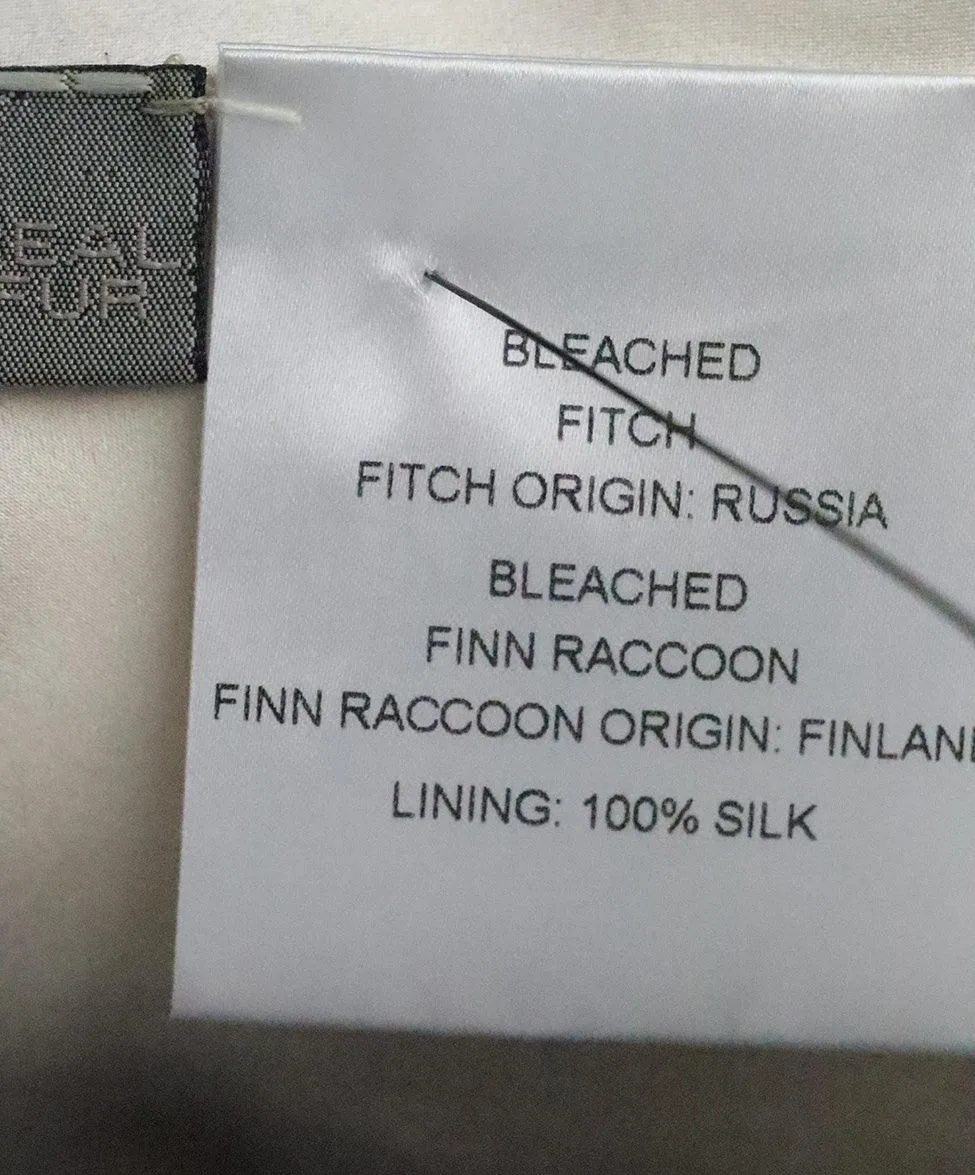 EAL
FUR
BLEACHED
FITCH
FITCH ORIGIN: RUSSIA
BLEACHED
FINN RACCOON
FINN RACCOON ORIGIN: FINLAN
LINING: 100% SILK